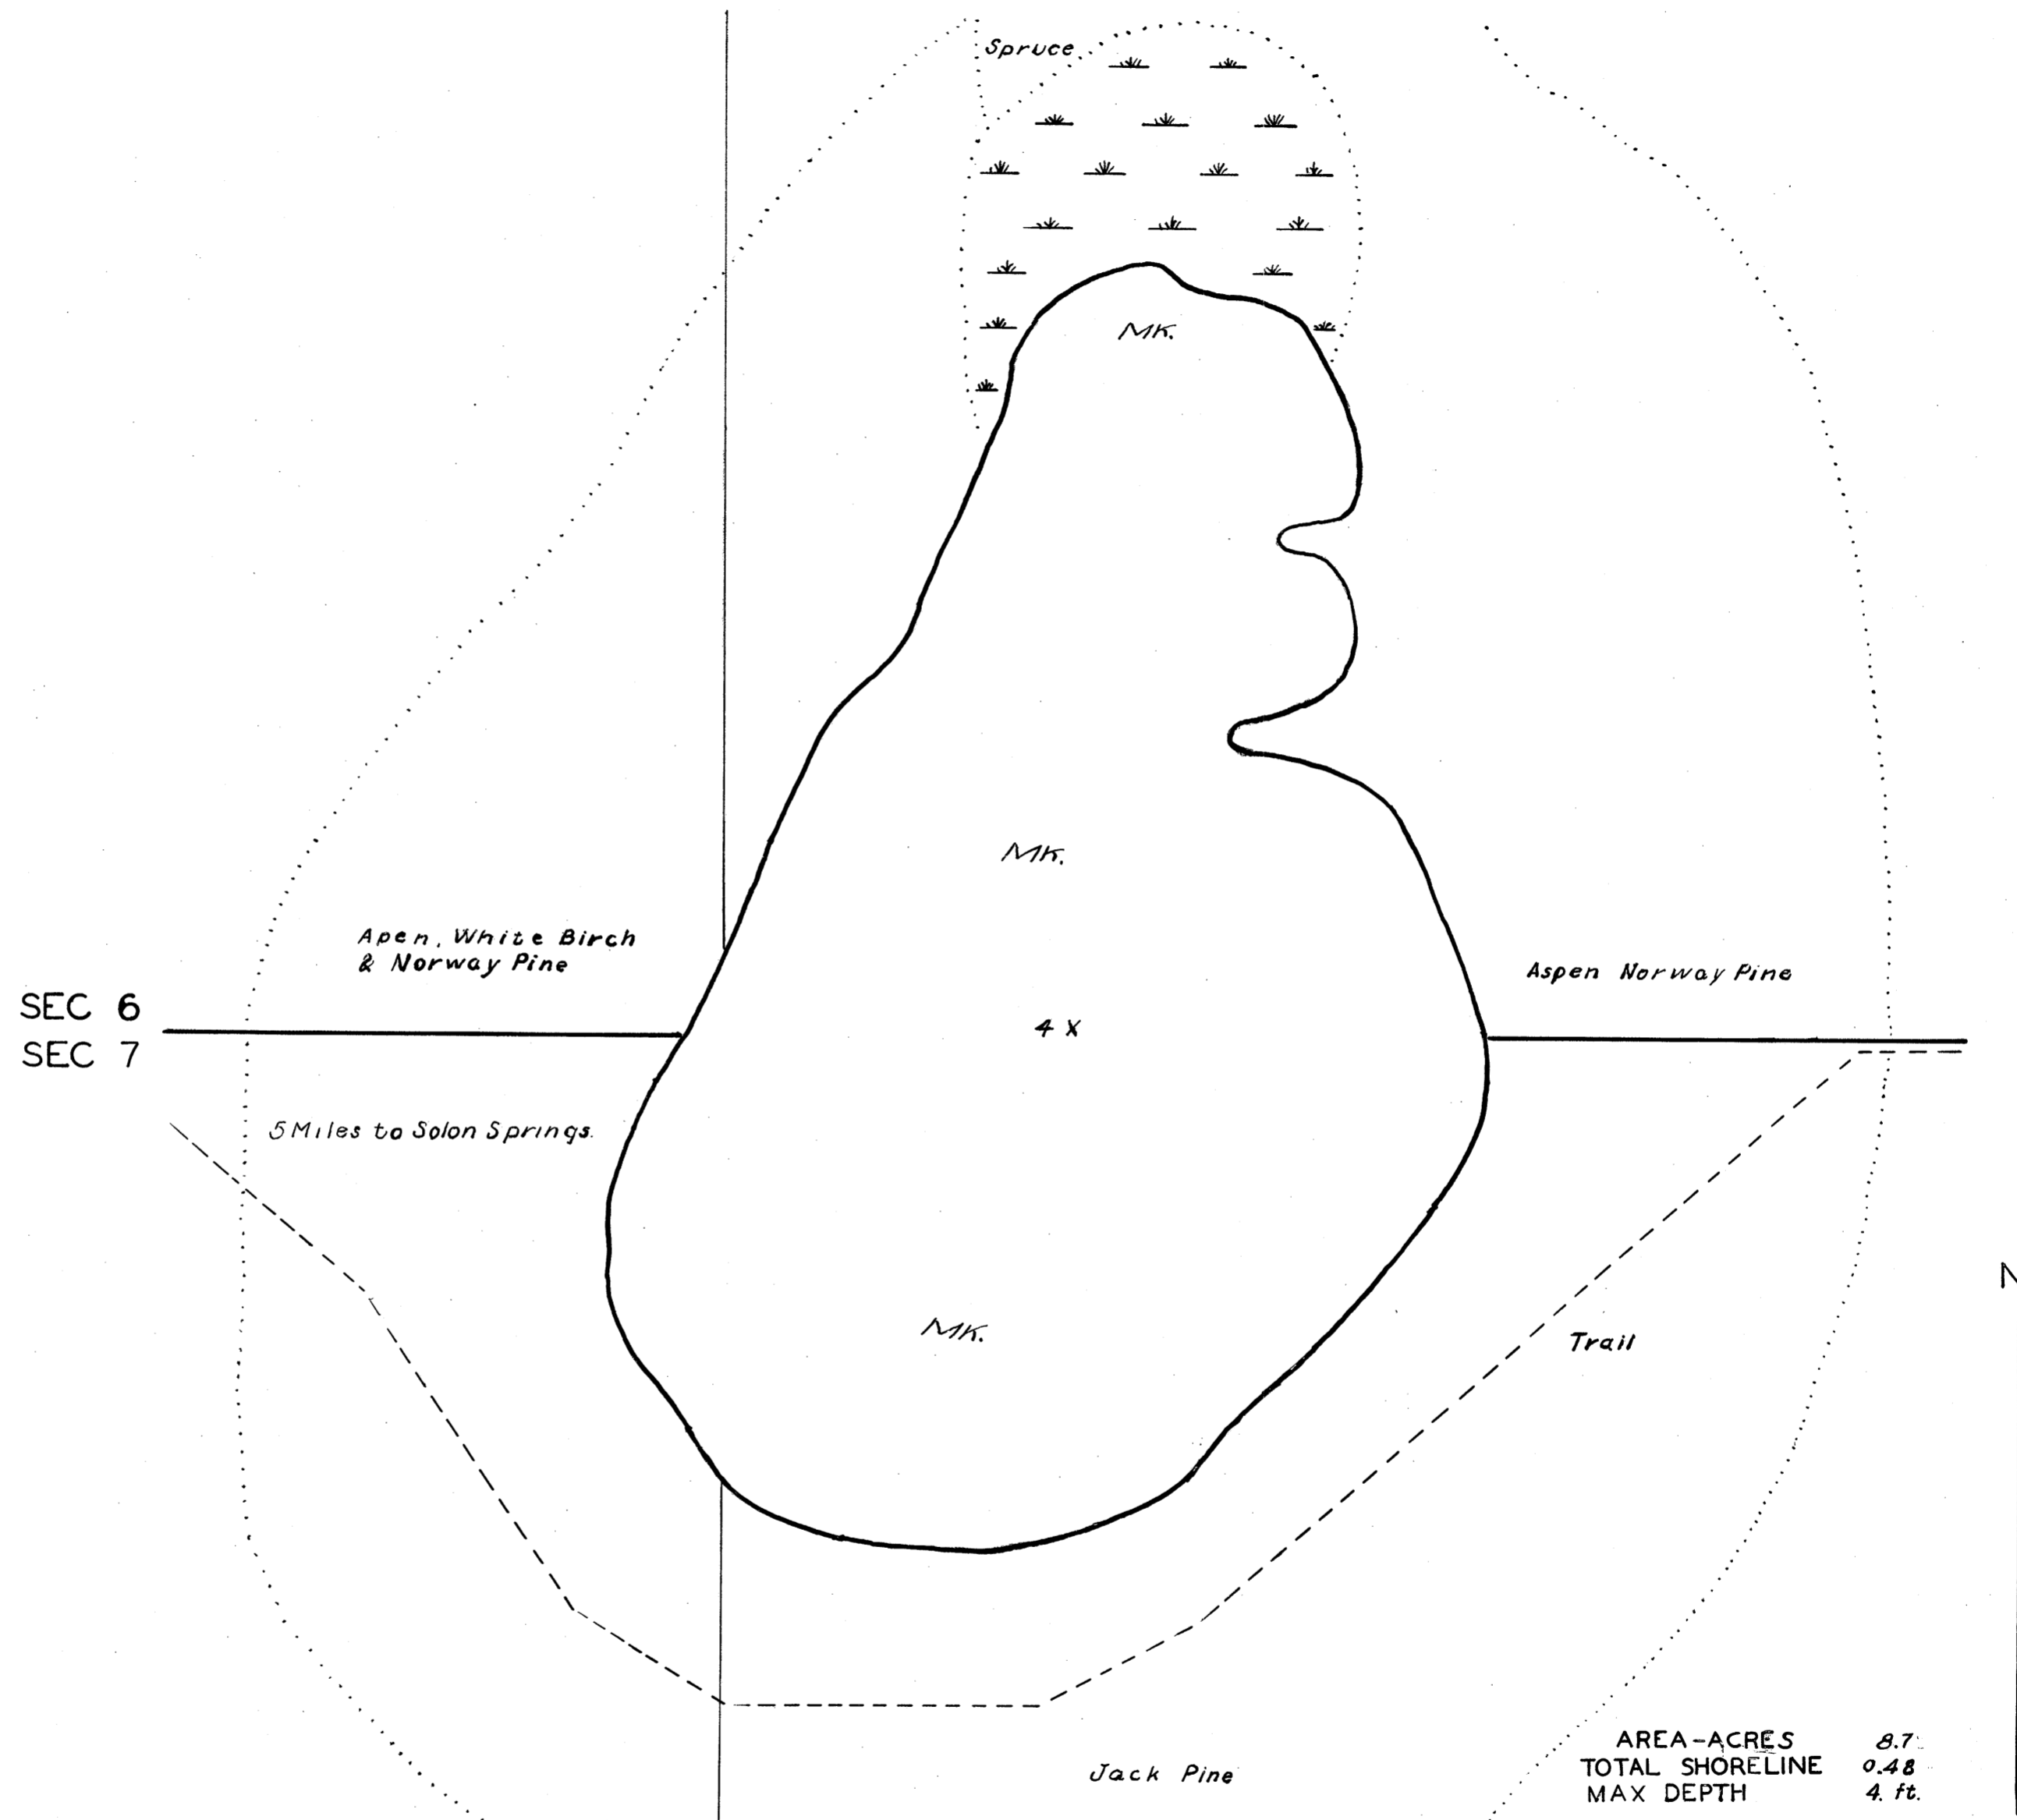 Spruce
MK.
MK.
Apen, White Birch
& Norway Pine
Aspen Norway Pine
SEC 6
4 X
SEC 7
5 Miles to Solon Springs.
MK.
Trail
AREA-ACRES 8.7
TOTAL SHORELINE 0.48
MAX DEPTH 4. ft.
Jack Pine